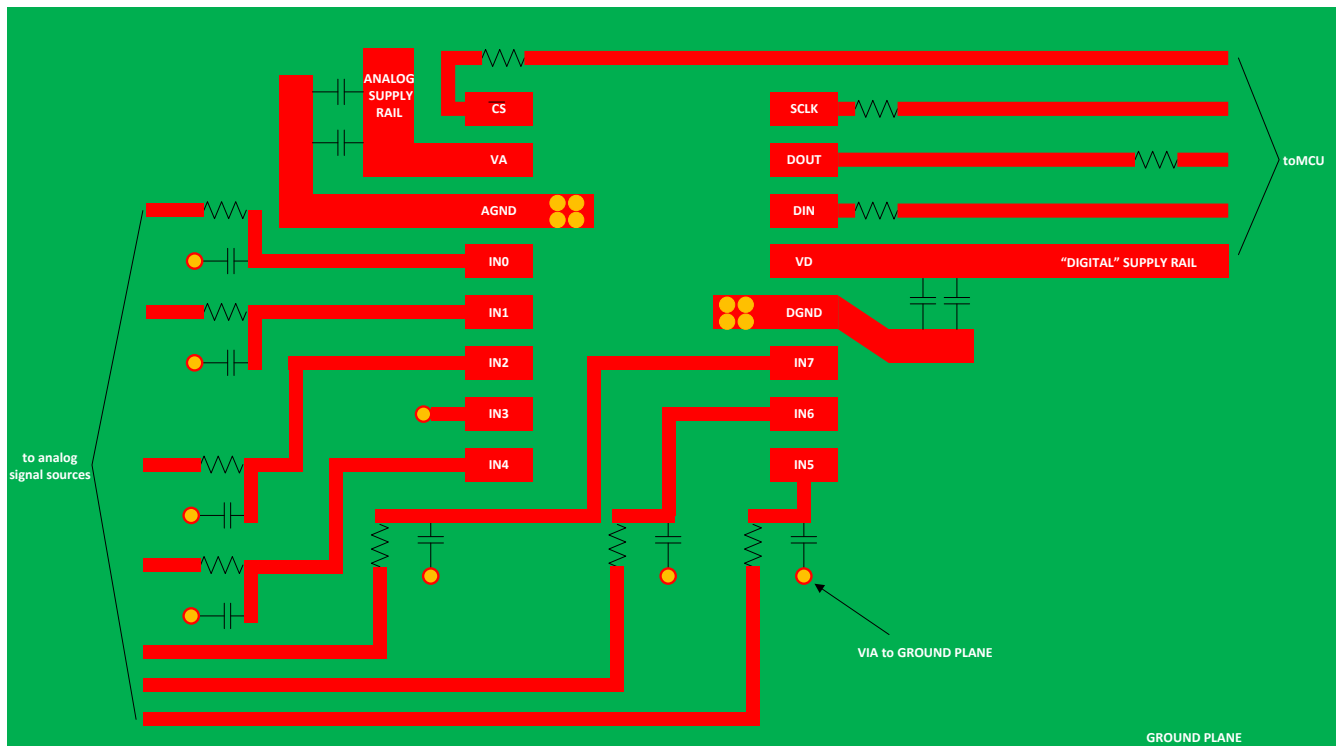 ANALOG
SUPPLY
RAIL
CS
SCLK
VA
DOUT
toMCU
AGND
DIN
IN0
VD
“DIGITAL” SUPPLY RAIL
IN1
DGND
IN2
IN7
IN3
IN6
to analog
signal sources
IN4
IN5
VIA to GROUND PLANE
GROUND PLANE